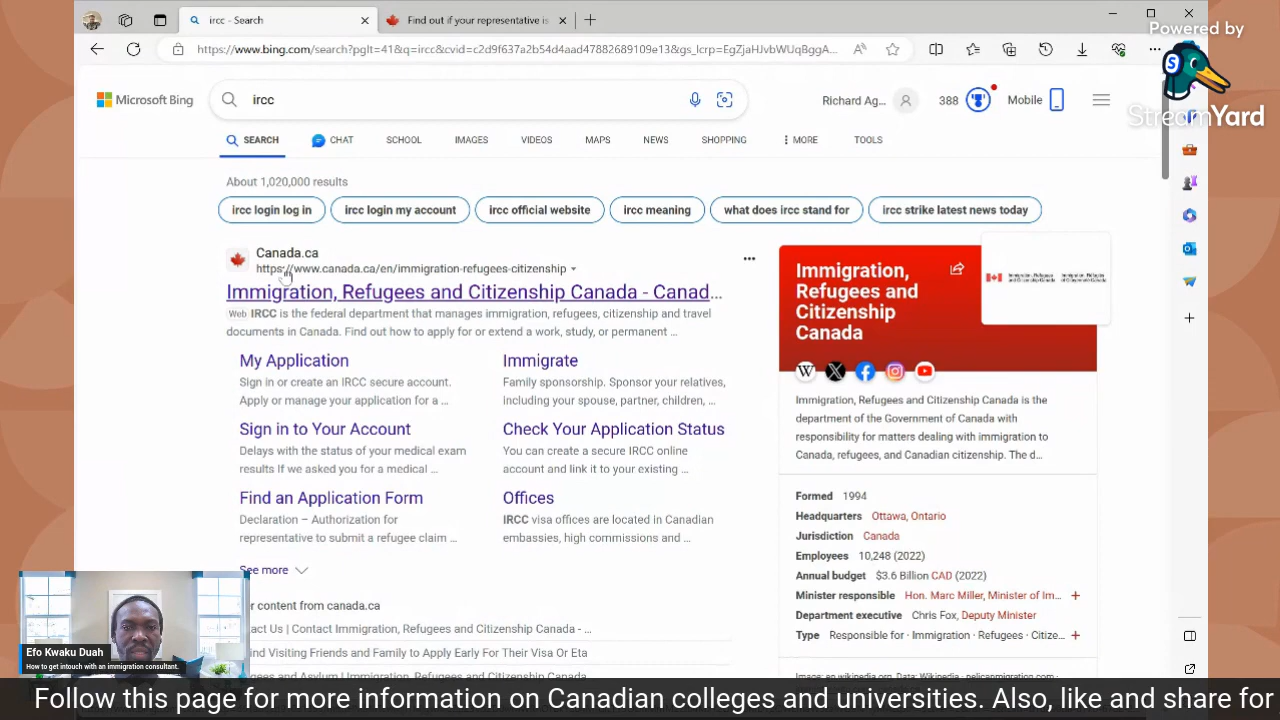 ircc - Search
Find out if your representative is
Powered by
StreamYard
https://www.bing.com/search?pglt=41&q=ircc&cvid=
Microsoft Bing
ircc
Richard Ag...
388
Mobile
SEARCH
CHAT
SCHOOL
IMAGES
VIDEOS
MAPS
NEWS
SHOPPING
MORE
TOOLS
About 1,020,000 results
ircc login log in
ircc login my account
ircc official website
ircc meaning
what does ircc stand for
ircc strike latest news today
Canada.ca
https://www.canada.ca/en/immigration-refugees-citizenship
Immigration, Refugees and Citizenship Canada - Canad...
Web IRCC is the federal department that manages immigration, refugees, citizenship and travel
documents in Canada. Find out how to apply for or extend a work, study, or permanent ...
My Application
Sign in or create an IRCC secure account.
Apply or manage your application for a ...
Immigrate
Family sponsorship. Sponsor your relatives,
including your spouse, partner, children, ...
Sign in to Your Account
Delays with the status of your medical exam
results If we asked you for a medical ...
Check Your Application Status
You can create a secure IRCC online
account and link it to your existing ...
Find an Application Form
Declaration – Authorization for
representative to submit a refugee claim ...
Offices
IRCC visa offices are located in Canadian
embassies, high commissions and ...
See more
r content from canada.ca
act Us | Contact Immigration, Refugees and Citizenship Canada - ...
ind Visiting Friends and Family to Apply Early For Their Visa Or Eta
Immigration, Refugees and Citizenship Canada
Immigration,
Refugees and
Citizenship
Canada
Immigration, Refugees and Citizenship Canada is the
department of the Government of Canada with
responsibility for matters dealing with immigration to
Canada, refugees, and Canadian citizenship. The d...
Formed 1994
Headquarters Ottawa, Ontario
Jurisdiction Canada
Employees 10,248 (2022)
Annual budget $3.6 Billion CAD (2022)
Minister responsible Hon. Marc Miller, Minister of Im...
Department executive Chris Fox, Deputy Minister
Type Responsible for · Immigration · Refugees · Citize...
Efo Kwaku Duah
How to get intouch with an immigration consultant.
Follow this page for more information on Canadian colleges and universities. Also, like and share for